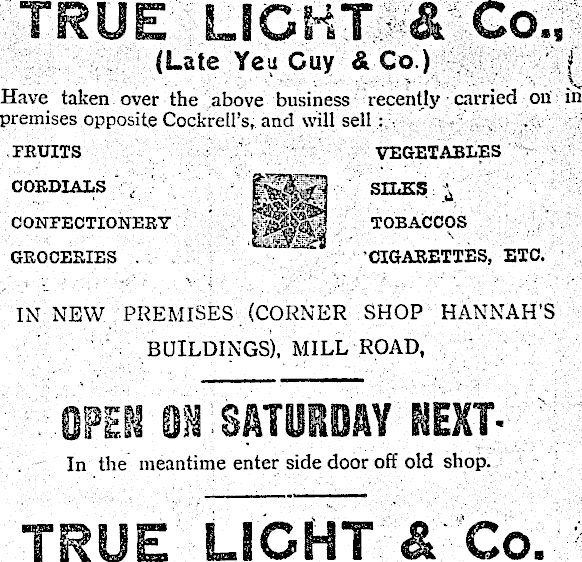 TRUE LIGHT & Co.,
(Late Yeu Guy & Co.)
Have taken over the above business recently carried on in
premises opposite Cockrell's, and will sell :
FRUITS
CORDIALS
CONFECTIONERY
GROCERIES
VEGETABLES
SILKS
TOBACCOS
CIGARETTES, ETC.
IN NEW PREMISES (CORNER SHOP HANNAH'S
BUILDINGS), MILL ROAD,
OPEN ON SATURDAY NEXT.
In the meantime enter side door off old shop.
TRUE LIGHT & Co.